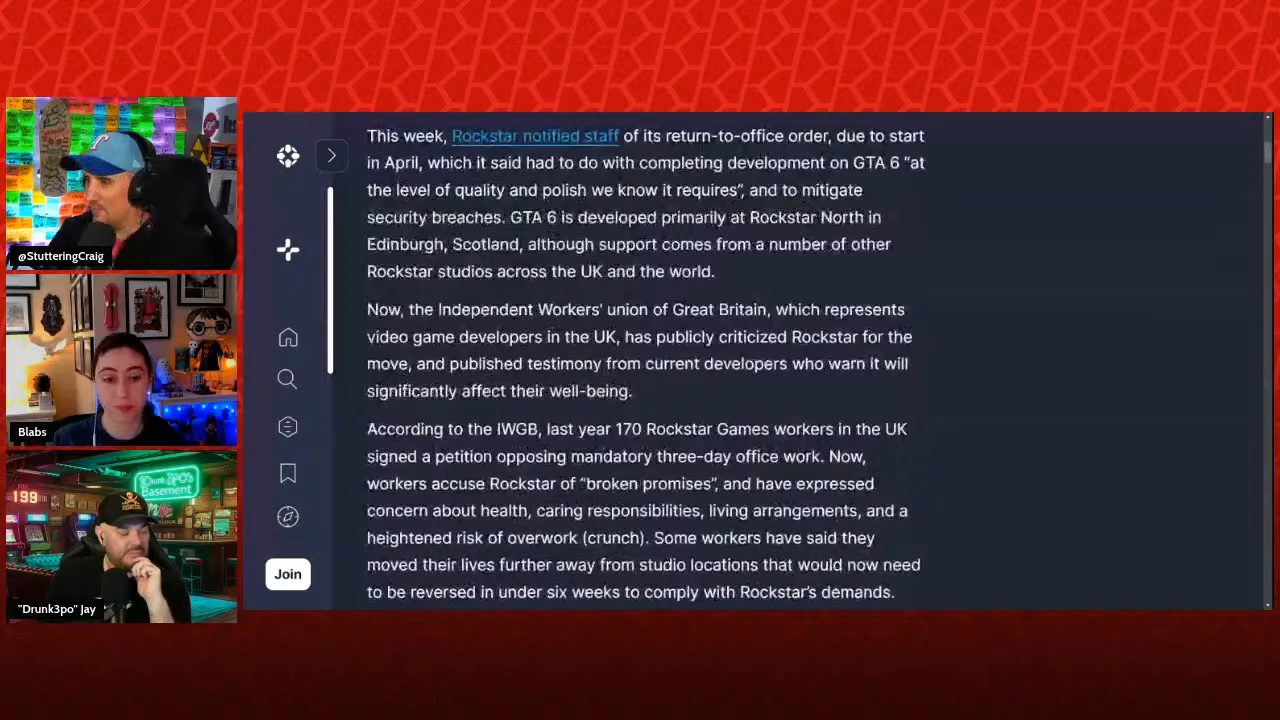 This week, Rockstar notified staff of its return-to-office order, due to start
in April, which it said had to do with completing development on GTA 6 “at
the level of quality and polish we know it requires”, and to mitigate
security breaches. GTA 6 is developed primarily at Rockstar North in
Edinburgh, Scotland, although support comes from a number of other
Rockstar studios across the UK and the world.
Now, the Independent Workers’ union of Great Britain, which represents
video game developers in the UK, has publicly criticized Rockstar for the
move, and published testimony from current developers who warn it will
significantly affect their well-being.
According to the IWGB, last year 170 Rockstar Games workers in the UK
signed a petition opposing mandatory three-day office work. Now,
workers accuse Rockstar of “broken promises”, and have expressed
concern about health, caring responsibilities, living arrangements, and a
heightened risk of overwork (crunch). Some workers have said they
moved their lives further away from studio locations that would now need
to be reversed in under six weeks to comply with Rockstar’s demands.
Join
@StutteringCraig
Blabs
199
Drunk3PO's
Basement
"Drunk3po" Jay